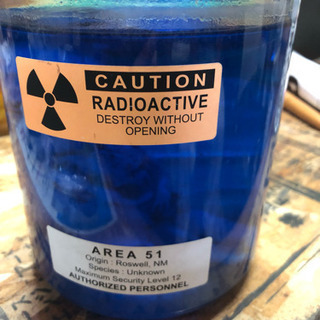 CAUTION
RADIOACTIVE
DESTROY WITHOUT
OPENING
AREA 51
Origin : Roswell, NM
Species : Unknown
Maximum Security Level 12
AUTHORIZED PERSONNEL